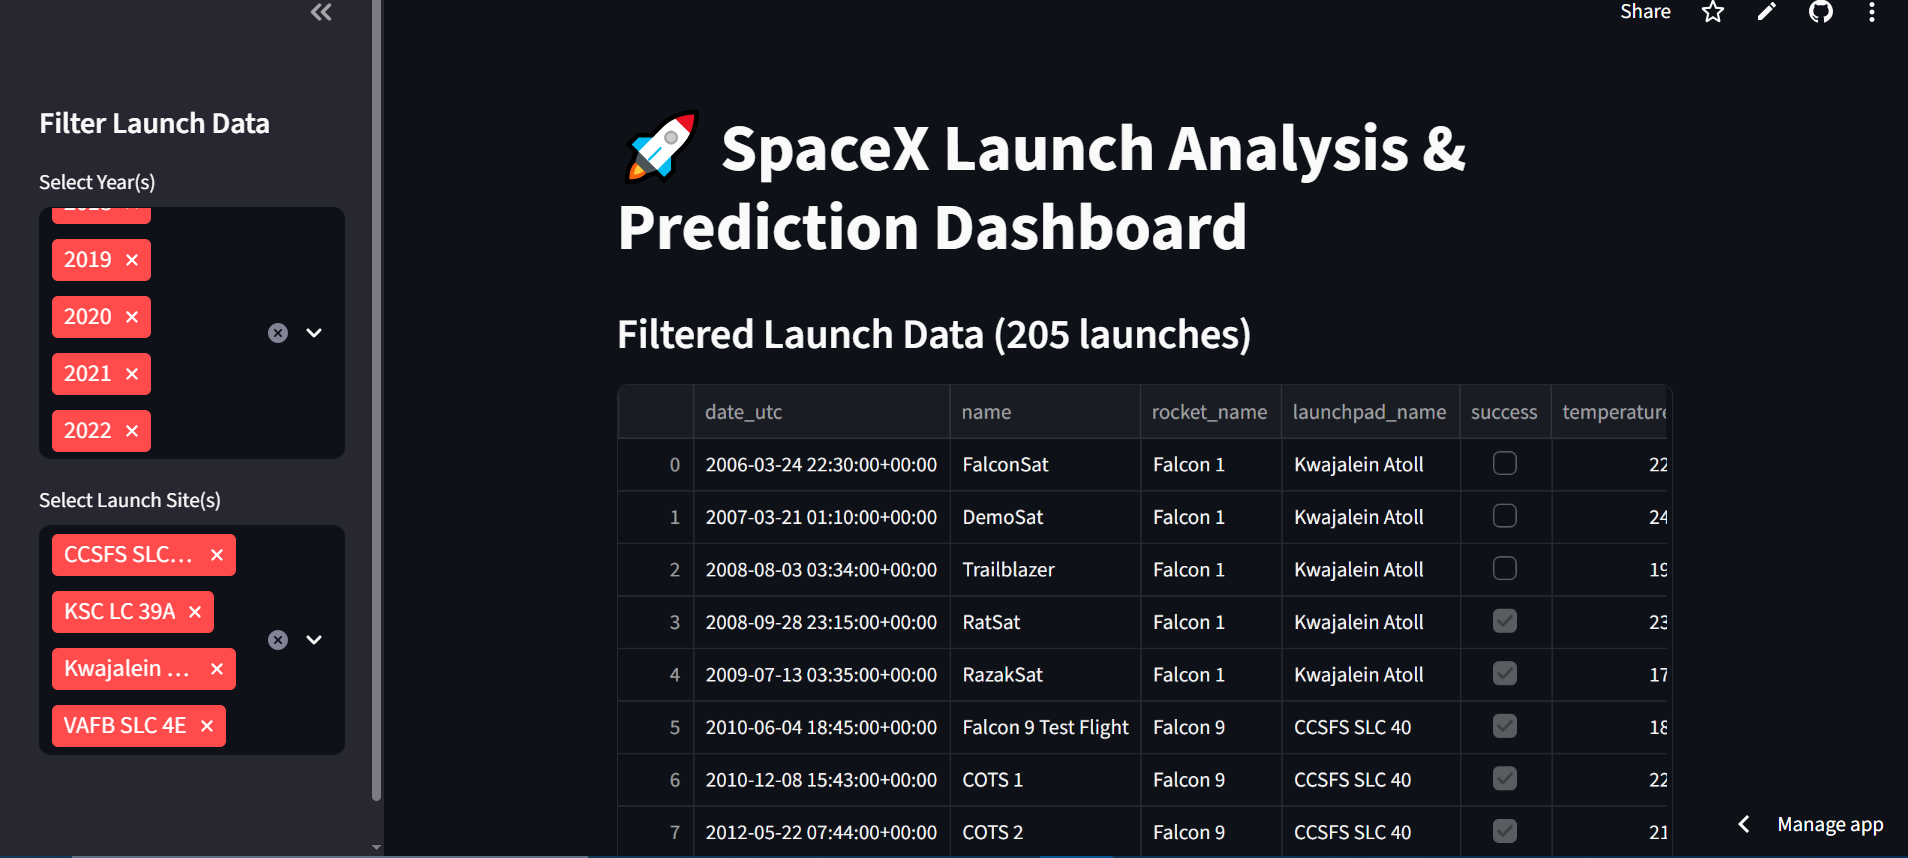 Share
Filter Launch Data
Select Year(s)
2019
2020
2021
2022
Select Launch Site(s)
CCSFS SLC...
KSC LC 39A
Kwajalein ...
VAFB SLC 4E
🚀 SpaceX Launch Analysis &
Prediction Dashboard
Filtered Launch Data (205 launches)
date_utc name rocket_name launchpad_name success temperature
0 2006-03-24 22:30:00+00:00 FalconSat Falcon 1 Kwajalein Atoll 22
1 2007-03-21 01:10:00+00:00 DemoSat Falcon 1 Kwajalein Atoll 24
2 2008-08-03 03:34:00+00:00 Trailblazer Falcon 1 Kwajalein Atoll 19
3 2008-09-28 23:15:00+00:00 RatSat Falcon 1 Kwajalein Atoll 23
4 2009-07-13 03:35:00+00:00 RazakSat Falcon 1 Kwajalein Atoll 17
5 2010-06-04 18:45:00+00:00 Falcon 9 Test Flight Falcon 9 CCSFS SLC 40 18
6 2010-12-08 15:43:00+00:00 COTS 1 Falcon 9 CCSFS SLC 40 22
7 2012-05-22 07:44:00+00:00 COTS 2 Falcon 9 CCSFS SLC 40 21
Manage app